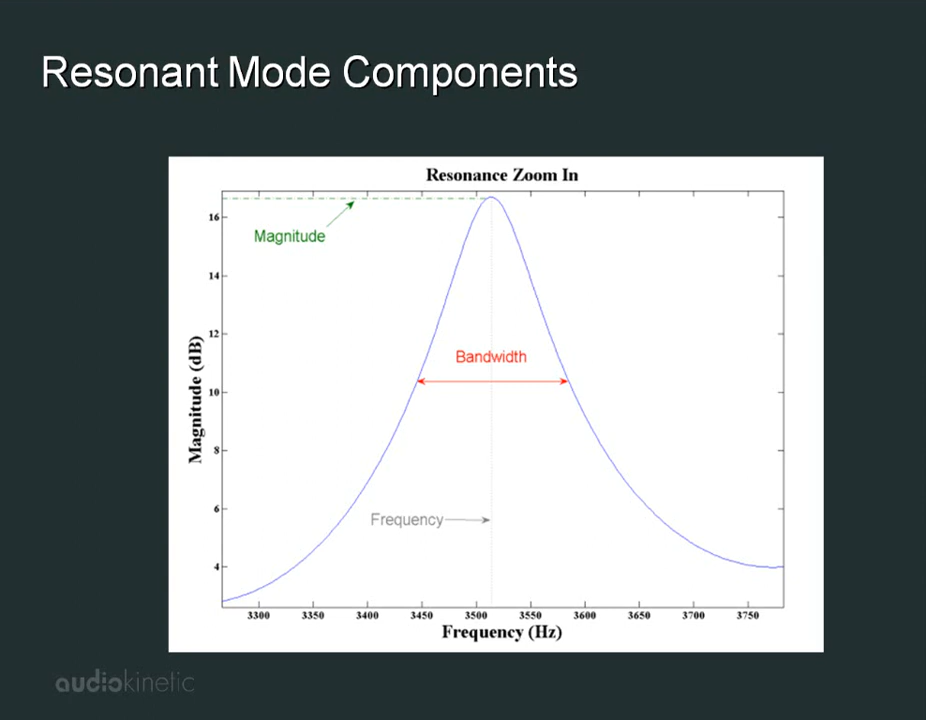 Resonant Mode Components
Resonance Zoom In
16
Magnitude
14
12
Bandwidth
10
8
6
Frequency
4
Magnitude (dB)
3300 3350 3400 3450 3500 3550 3600 3650 3700 3750
Frequency (Hz)
audiokinetic